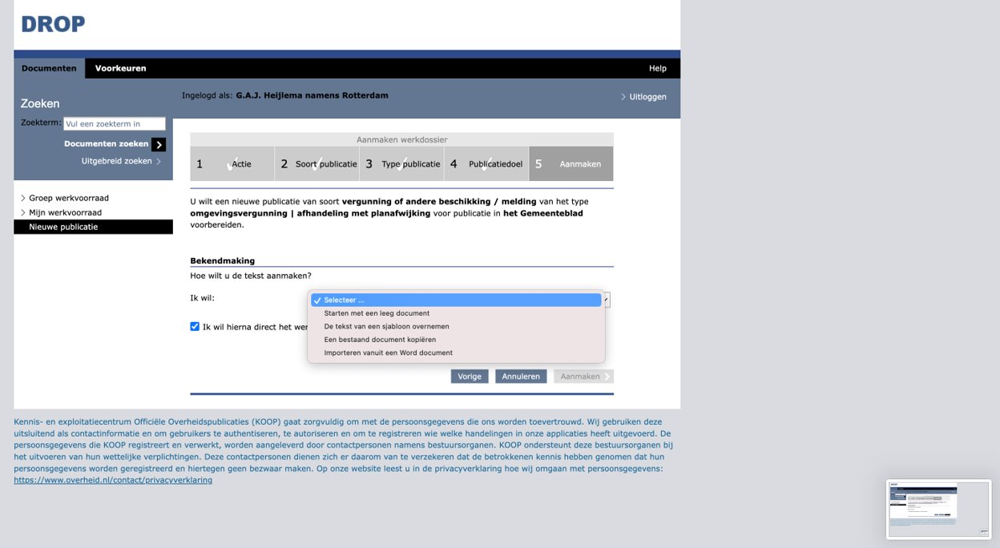 DROP
Documenten
Voorkeuren
Help
Zoeken
Zoekterm: Vul een zoekterm in
Documenten zoeken
Uitgebreid zoeken
Ingelogd als: G.A.J. Heijlema namens Rotterdam
Uitloggen
Groep werkvoorraad
Mijn werkvoorraad
Nieuwe publicatie
Aanmaken werkdossier
1 Actie
2 Soort publicatie
3 Type publicatie
4 Publicatiedoel
5 Aanmaken
U wilt een nieuwe publicatie van soort vergunning of andere beschikking / melding van het type
omgevingsvergunning | afhandeling met planafwijking voor publicatie in het Gemeenteblad
voorbereiden.
Bekendmaking
Hoe wilt u de tekst aanmaken?
Ik wil:
Selecteer ...
Starten met een leeg document
De tekst van een sjabloon overnemen
Een bestaand document kopiëren
Importeren vanuit een Word document
Ik wil hierna direct het wer
Vorige
Annuleren
Aanmaken
Kennis- en exploitatiecentrum Officiële Overheidspublicaties (KOOP) gaat zorgvuldig om met de persoonsgegevens die ons worden toevertrouwd. Wij gebruiken deze
uitsluitend als contactinformatie en om gebruikers te authentiseren, te autoriseren en om te registreren wie welke handelingen in onze applicaties heeft uitgevoerd. De
persoonsgegevens die KOOP registreert en verwerkt, worden aangeleverd door contactpersonen namens bestuursorganen. KOOP ondersteunt deze bestuursorganen bij
het uitvoeren van hun wettelijke verplichtingen. Deze contactpersonen dienen zich er daarom van te verzekeren dat de betrokkenen kennis hebben genomen dat hun
persoonsgegevens worden geregistreerd en hiertegen geen bezwaar maken. Op onze website leest u in de privacyverklaring hoe wij omgaan met persoonsgegevens:
https://www.overheid.nl/contact/privacyverklaring